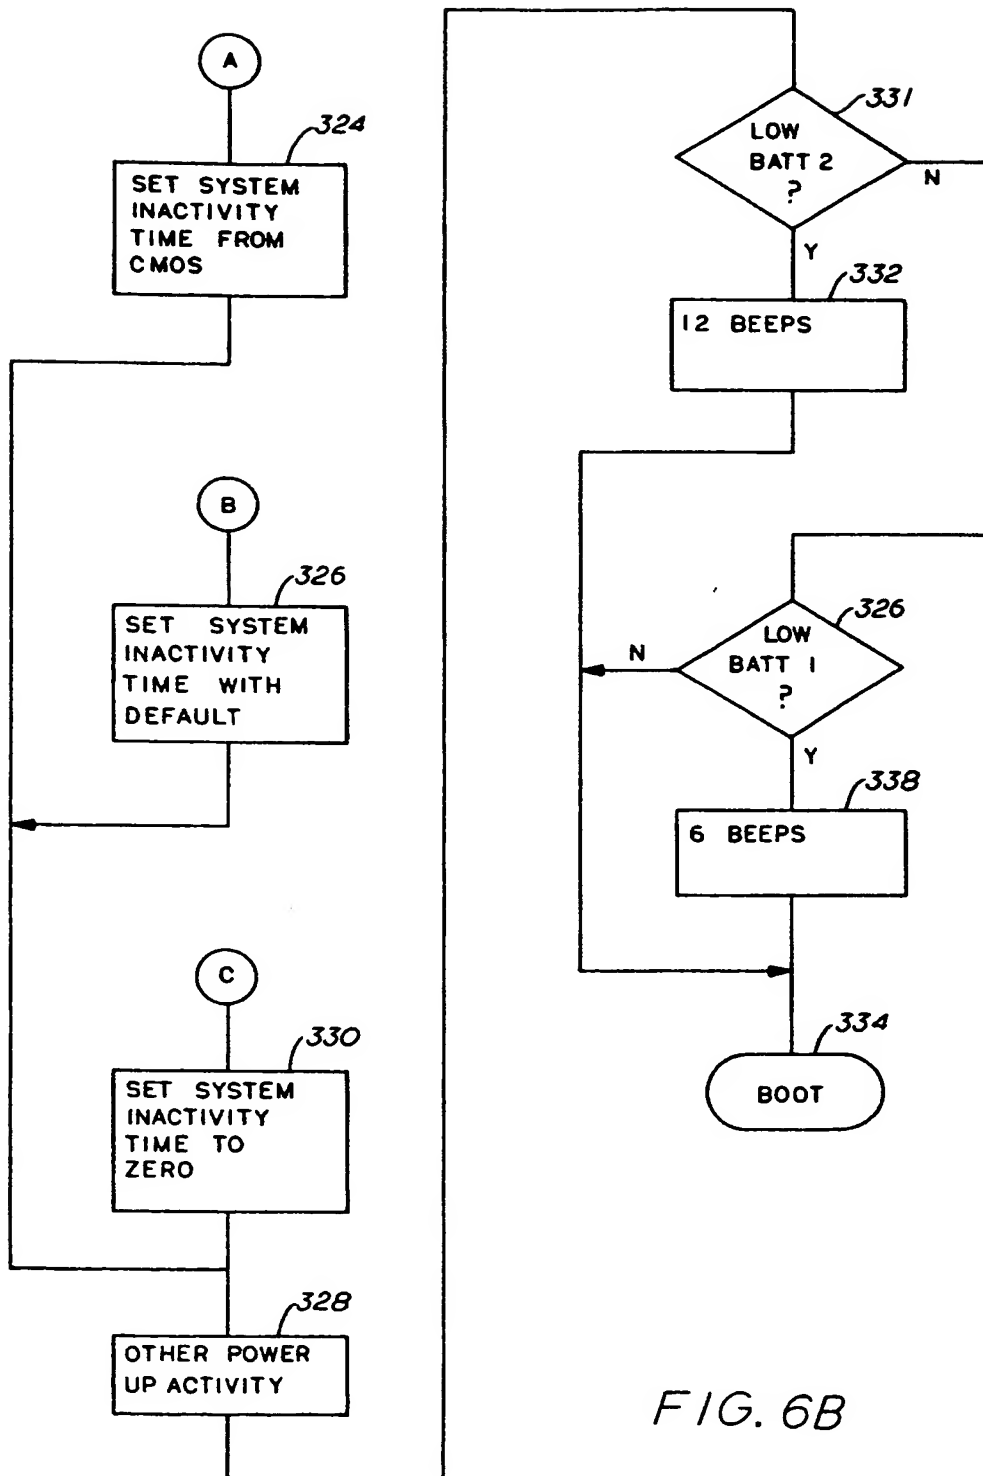 A
324
SET SYSTEM
INACTIVITY
TIME FROM
CMOS
B
326
SET SYSTEM
INACTIVITY
TIME WITH
DEFAULT
C
330
SET SYSTEM
INACTIVITY
TIME TO
ZERO
328
OTHER POWER
UP ACTIVITY
331
LOW
BATT 2
?
N
Y
332
12 BEEPS
326
LOW
BATT 1
?
N
Y
338
6 BEEPS
334
BOOT
FIG. 6B